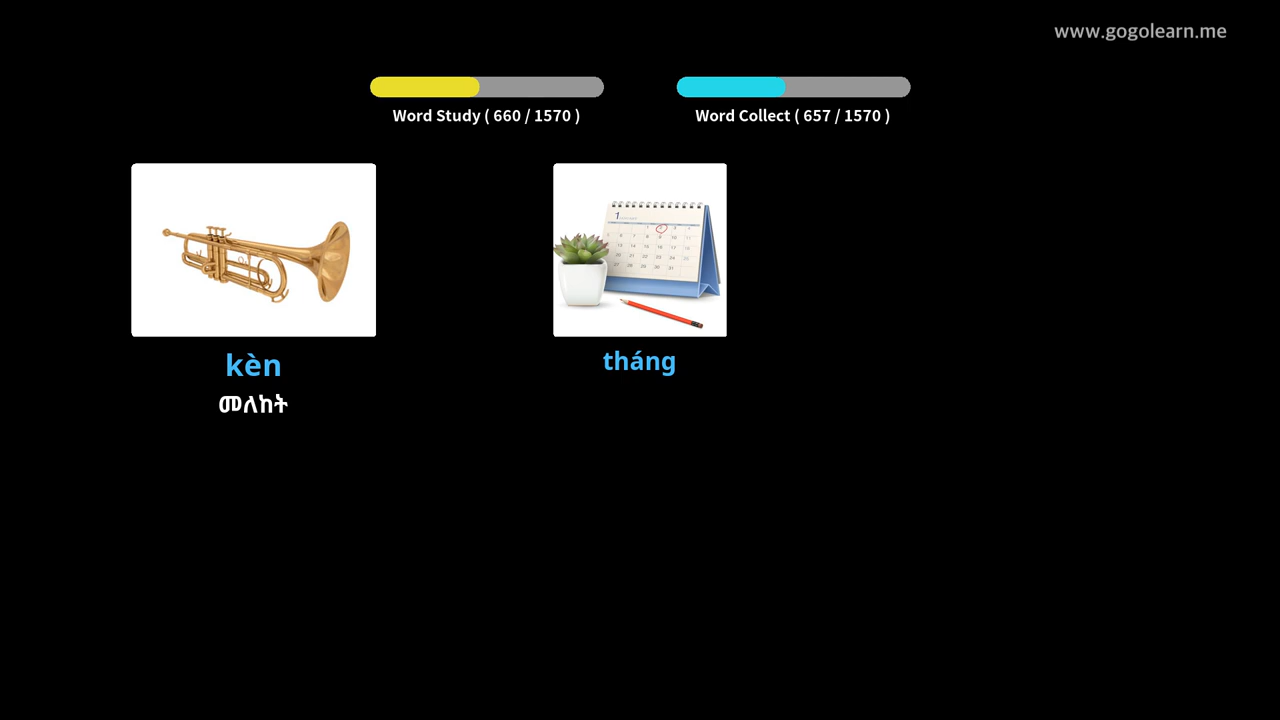 www.gogolearn.me
Word Study ( 660 / 1570 )
Word Collect ( 657 / 1570 )
kèn
መለከት
tháng